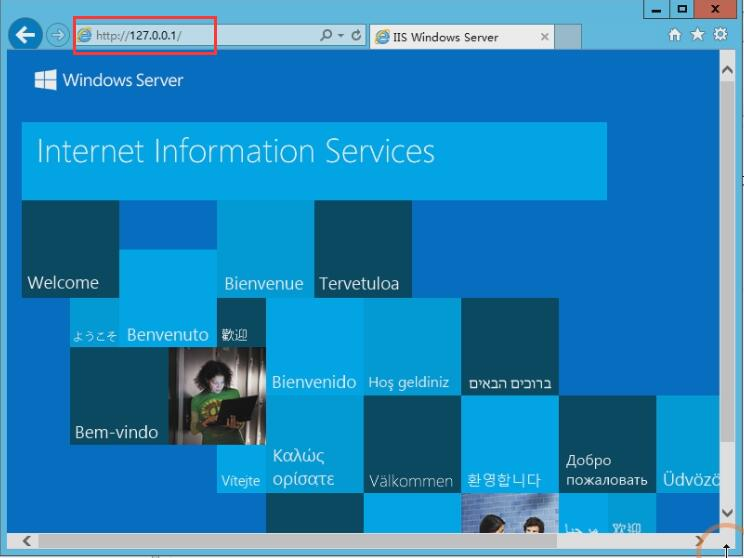 http://127.0.0.1/
IIS Windows Server
Windows Server
Internet Information Services
Welcome
Bienvenue
Tervetuloa
ようこそ
Benvenuto
歡迎
Bienvenido
Hoş geldiniz
ברוכים הבאים
Bem-vindo
Vítejte
Καλώς
ορίσατε
Välkommen
환영합니다
Добро
пожаловать
Üdvözö
欢迎